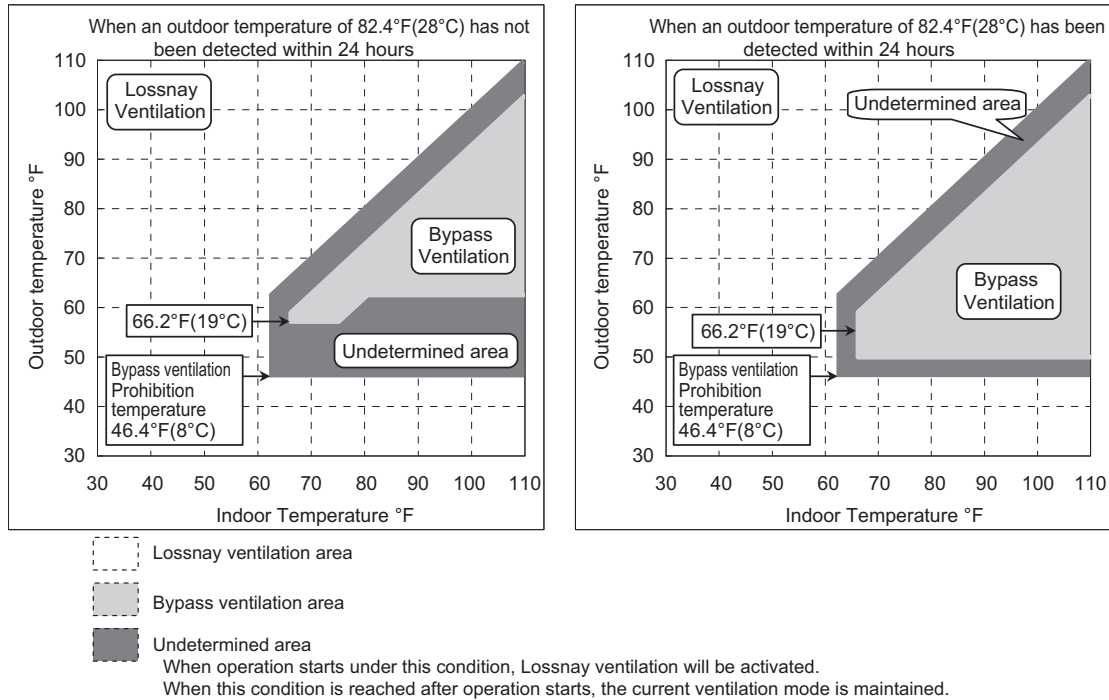 When an outdoor temperature of 82.4°F(28°C) has not
been detected within 24 hours
Outdoor temperature °F
110
100
90
80
70
60
50
40
30
Lossnay
Ventilation
Bypass
Ventilation
66.2°F(19°C)
Undetermined area
Bypass ventilation
Prohibition
temperature
46.4°F(8°C)
30 40 50 60 70 80 90 100 110
Indoor Temperature °F
When an outdoor temperature of 82.4°F(28°C) has been
detected within 24 hours
Outdoor temperature °F
110
100
90
80
70
60
50
40
30
Lossnay
Ventilation
Undetermined area
Bypass
Ventilation
66.2°F(19°C)
Bypass ventilation
Prohibition
temperature
46.4°F(8°C)
30 40 50 60 70 80 90 100 110
Indoor Temperature °F
Lossnay ventilation area
Bypass ventilation area
Undetermined area
When operation starts under this condition, Lossnay ventilation will be activated.
When this condition is reached after operation starts, the current ventilation mode is maintained.